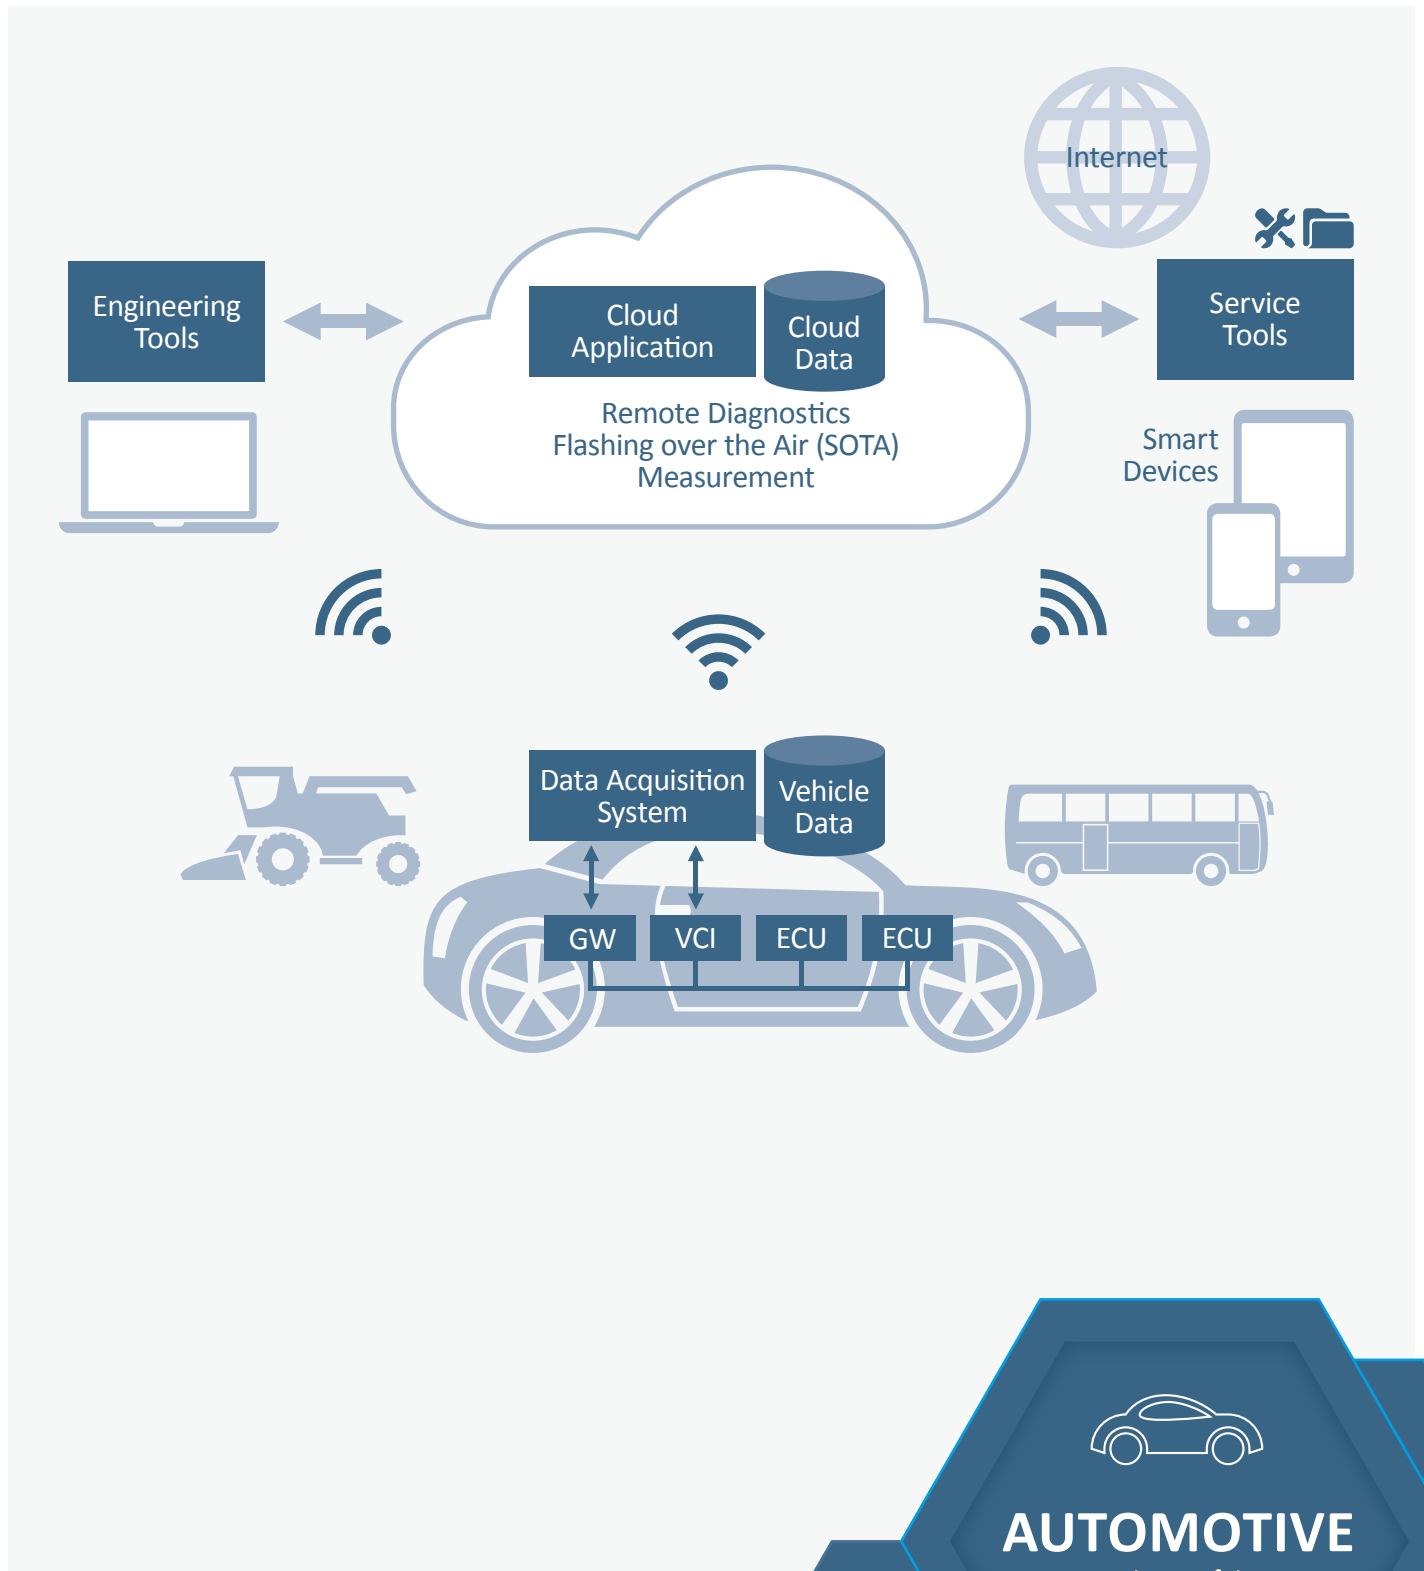 Internet
Engineering
Tools
Cloud
Application
Cloud
Data
Service
Tools
Remote Diagnostics
Flashing over the Air (SOTA)
Measurement
Smart
Devices
Data Acquisition
System
Vehicle
Data
GW
VCI
ECU
ECU
AUTOMOTIVE